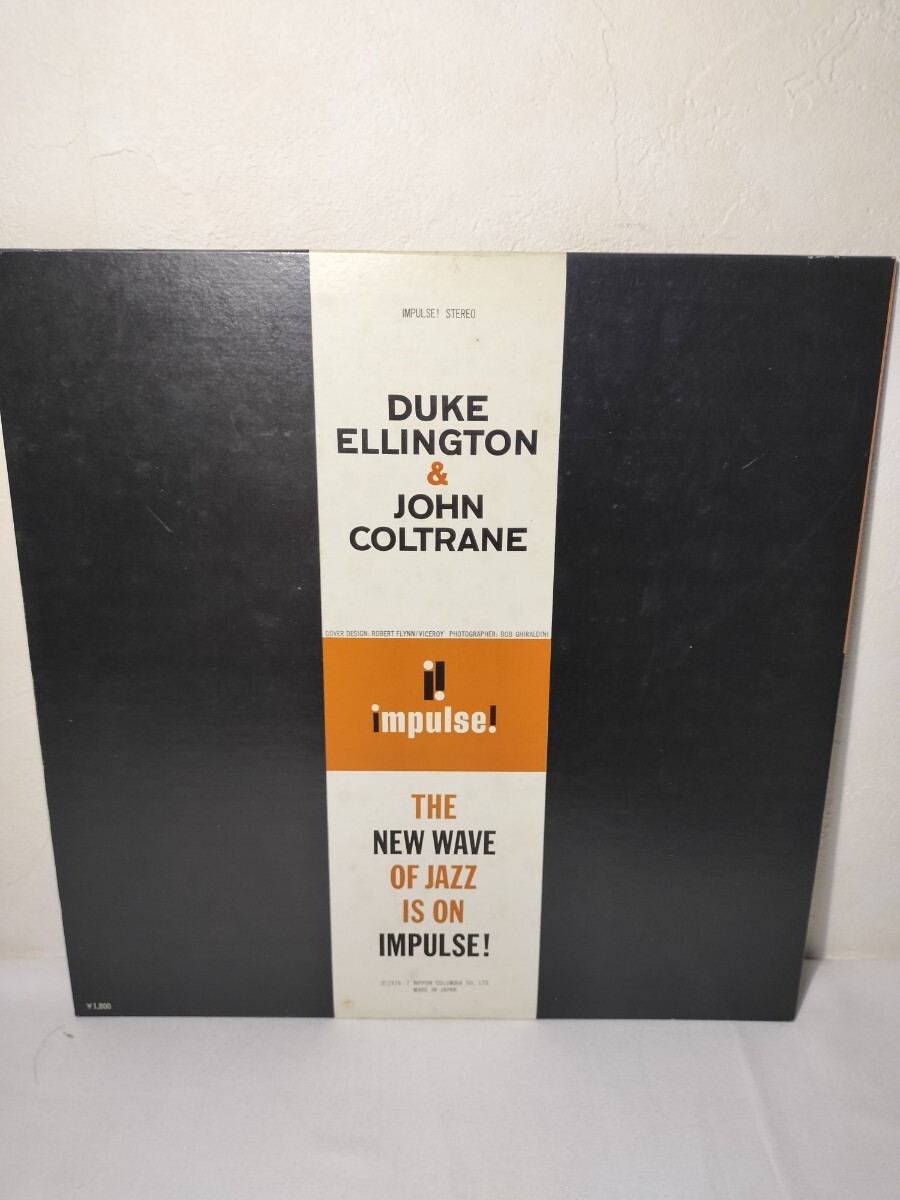 IMPULSE! STEREO
DUKE
ELLINGTON
&
JOHN
COLTRANE
COVER DESIGN: ROBERT FLYNN/VICEROY PHOTOGRAPHER: BOB GHIRALDINI
i!
impulse!
THE
NEW WAVE
OF JAZZ
IS ON
IMPULSE!
NIPPON COLUMBIA CO. LTD
MADE IN JAPAN
¥1,800